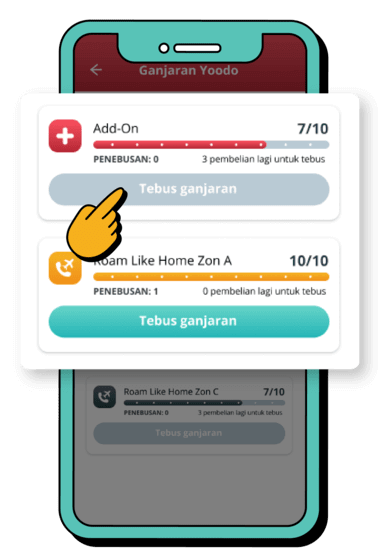 Ganjaran Yoodo
Add-On 7/10
PENEBUSAN: 0 3 pembelian lagi untuk tebus
Tebus ganjaran
Roam Like Home Zon A 10/10
PENEBUSAN: 1 0 pembelian lagi untuk tebus
Tebus ganjaran
Roam Like Home Zon C 7/10
PENEBUSAN: 0 3 pembelian lagi untuk tebus
Tebus ganjaran